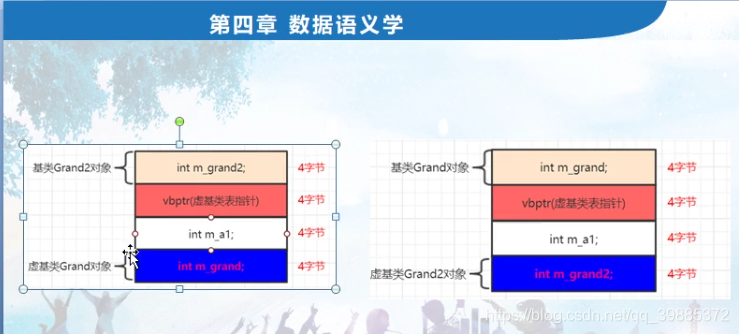 第四章 数据语义学
基类Grand2对象
int m_grand2;
4字节
vbptr(虚基类表指针)
4字节
int m_a1;
4字节
虚基类Grand对象
int m_grand;
4字节
基类Grand对象
int m_grand;
4字节
vbptr(虚基类表指针)
4字节
int m_a1;
4字节
虚基类Grand2对象
int m_grand2;
4字节
https://blog.csdn.net/qq_39885372